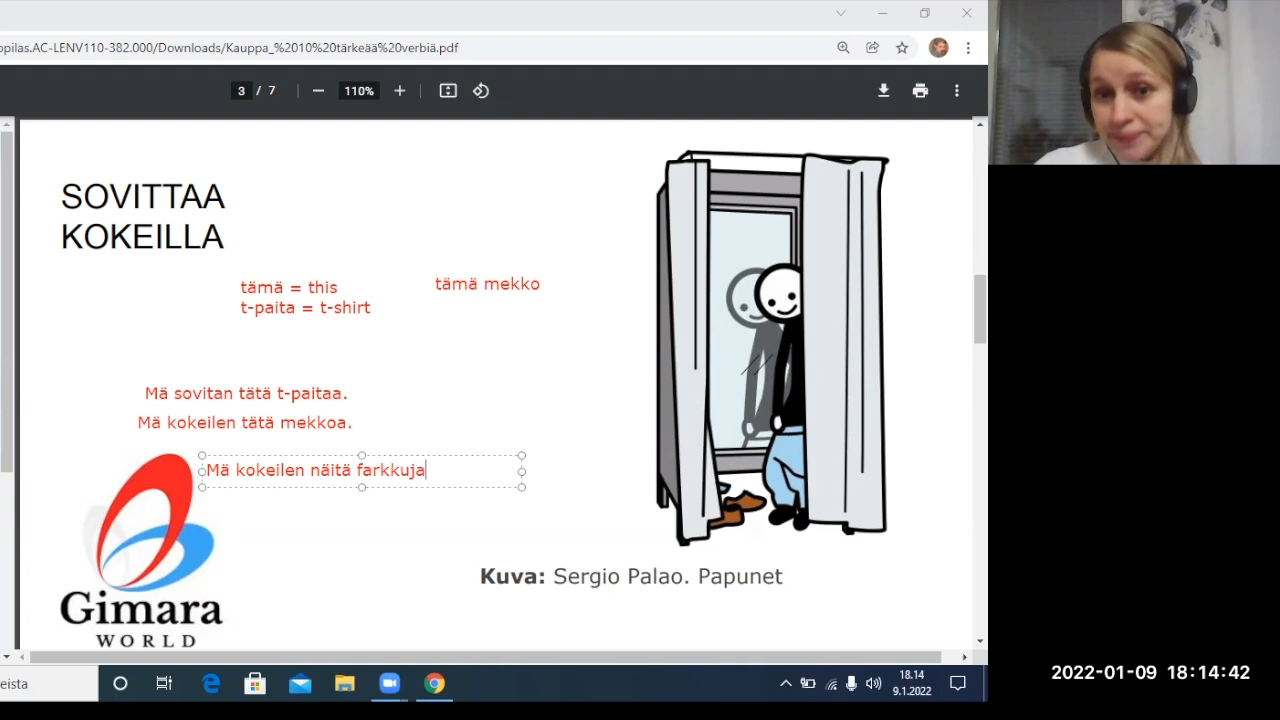 opilas.AC-LENV110-382.000/Downloads/Kauppa_%2010%20tärkeää%20verbiä.pdf
3 / 7
110%
SOVITTAA
KOKEILLA
tämä = this
t-paita = t-shirt
tämä mekko
Mä sovitan tätä t-paitaa.
Mä kokeilen tätä mekkoa.
Mä kokeilen näitä farkkuja
Kuva: Sergio Palao. Papunet
Gimara
WORLD
eista
18.14
9.1.2022
2022-01-09 18:14:42